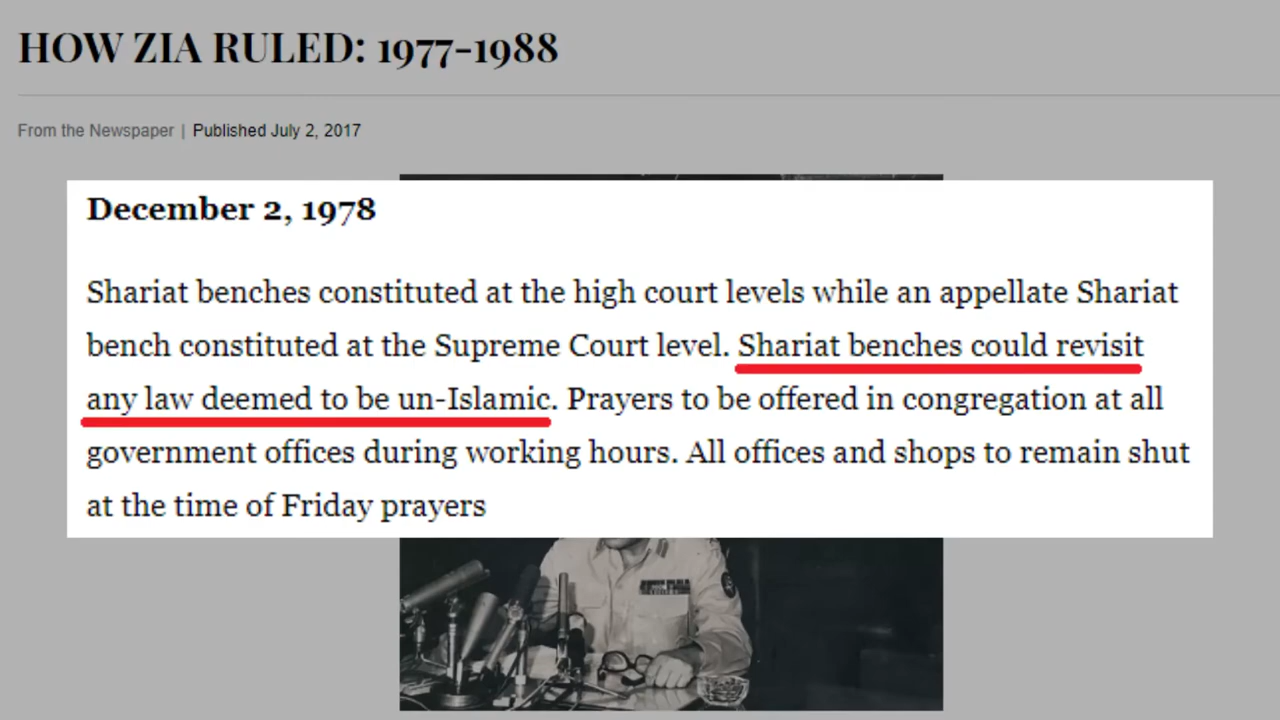 HOW ZIA RULED: 1977-1988
From the Newspaper | Published July 2, 2017
December 2, 1978
Shariat benches constituted at the high court levels while an appellate Shariat
bench constituted at the Supreme Court level. Shariat benches could revisit
any law deemed to be un-Islamic. Prayers to be offered in congregation at all
government offices during working hours. All offices and shops to remain shut
at the time of Friday prayers